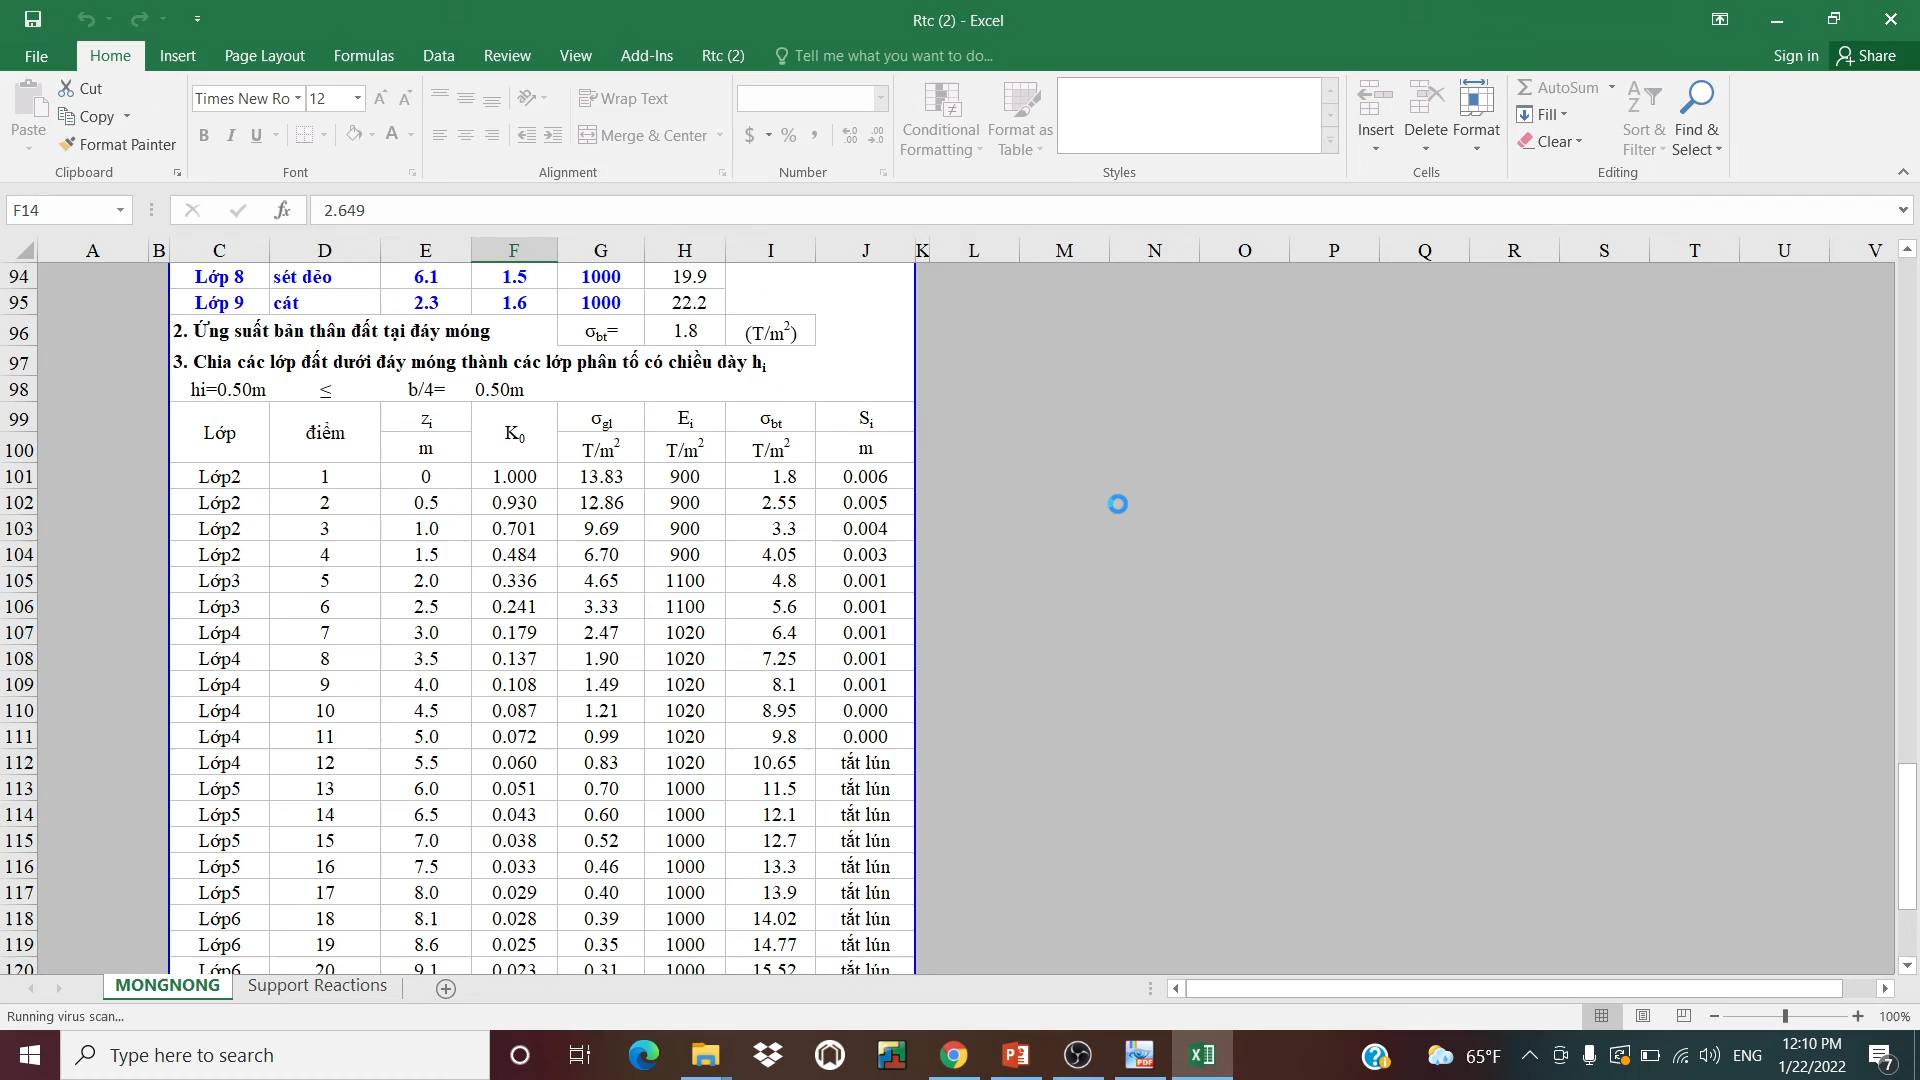 Rtc (2) - Excel
File Home Insert Page Layout Formulas Data Review View Add-Ins Rtc (2) Tell me what you want to do... Sign in Share
Paste Cut Copy Format Painter
Times New Ro 12
B I U A
Wrap Text
Merge & Center
$ %
Conditional Formatting
Format as Table
Insert Delete Format
AutoSum Fill Clear
Sort & Filter
Find & Select
Clipboard Font Alignment Number Styles Cells Editing
F14 fx 2.649
A B C D E F G H I J K L M N O P Q R S T U V
94 Lớp 8 sét dẻo 6.1 1.5 1000 19.9
95 Lớp 9 cát 2.3 1.6 1000 22.2
96 2. Ứng suất bản thân đất tại đáy móng σbt= 1.8 (T/m²)
97 3. Chia các lớp đất dưới đáy móng thành các lớp phân tố có chiều dày hi
98 hi=0.50m ≤ b/4= 0.50m
99 Lớp điểm zi K0 σgl Ei σbt Si
100 m T/m² T/m² T/m² m
101 Lớp2 1 0 1.000 13.83 900 1.8 0.006
102 Lớp2 2 0.5 0.930 12.86 900 2.55 0.005
103 Lớp2 3 1.0 0.701 9.69 900 3.3 0.004
104 Lớp2 4 1.5 0.484 6.70 900 4.05 0.003
105 Lớp3 5 2.0 0.336 4.65 1100 4.8 0.001
106 Lớp3 6 2.5 0.241 3.33 1100 5.6 0.001
107 Lớp4 7 3.0 0.179 2.47 1020 6.4 0.001
108 Lớp4 8 3.5 0.137 1.90 1020 7.25 0.001
109 Lớp4 9 4.0 0.108 1.49 1020 8.1 0.001
110 Lớp4 10 4.5 0.087 1.21 1020 8.95 0.000
111 Lớp4 11 5.0 0.072 0.99 1020 9.8 0.000
112 Lớp4 12 5.5 0.060 0.83 1020 10.65 tắt lún
113 Lớp5 13 6.0 0.051 0.70 1000 11.5 tắt lún
114 Lớp5 14 6.5 0.043 0.60 1000 12.1 tắt lún
115 Lớp5 15 7.0 0.038 0.52 1000 12.7 tắt lún
116 Lớp5 16 7.5 0.033 0.46 1000 13.3 tắt lún
117 Lớp5 17 8.0 0.029 0.40 1000 13.9 tắt lún
118 Lớp6 18 8.1 0.028 0.39 1000 14.02 tắt lún
119 Lớp6 19 8.6 0.025 0.35 1000 14.77 tắt lún
120 Lớp6 20 9.1 0.023 0.31 1000 15.52 tắt lún
MONGNONG Support Reactions
Running virus scan... 100%
Type here to search 65°F ENG 12:10 PM
1/22/2022 7